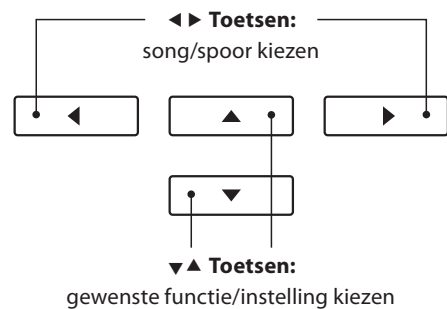 ◀ ▶ Toetsen:
song/spoor kiezen
▼▲ Toetsen:
gewenste functie/instelling kiezen